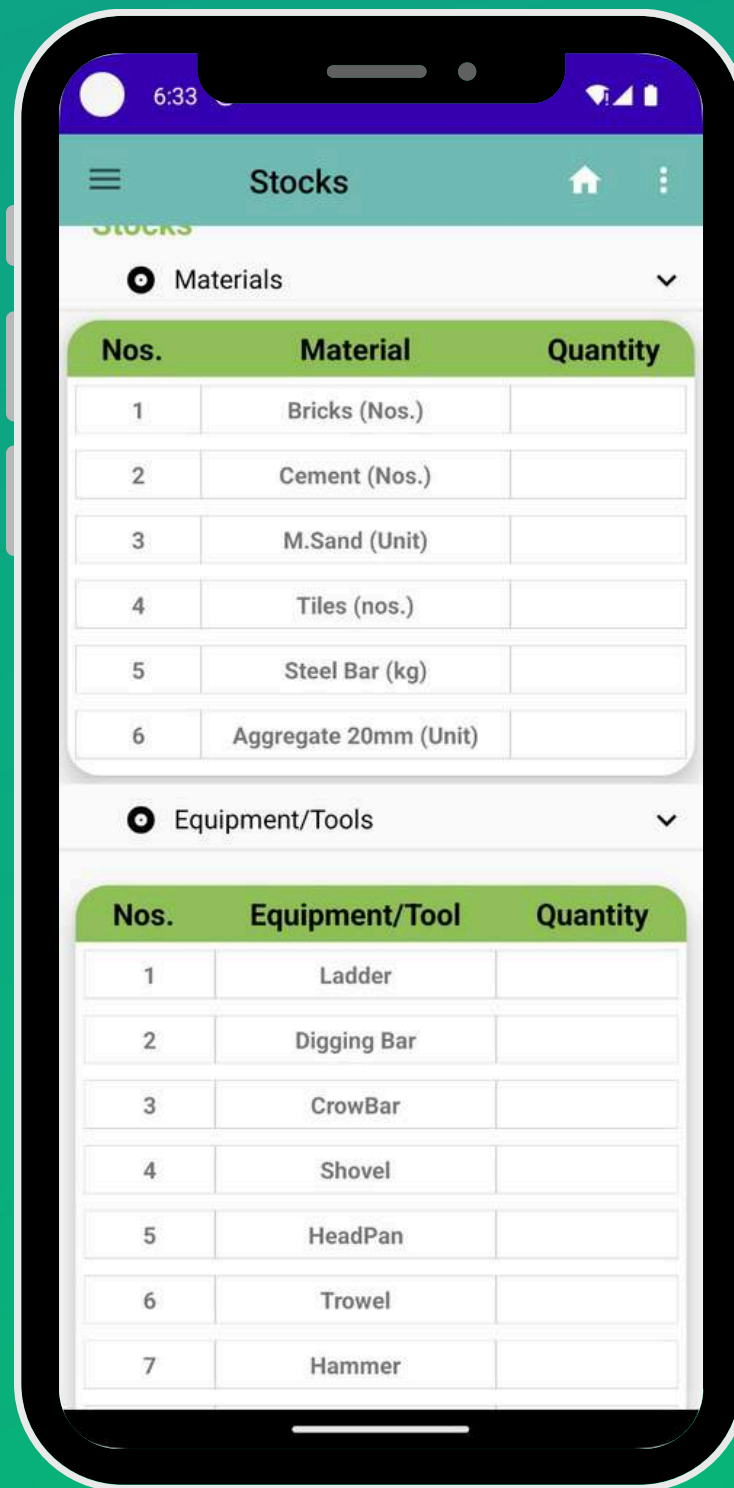 6:33
Stocks
Stocks
Materials
Nos. Material Quantity
1 Bricks (Nos.)
2 Cement (Nos.)
3 M.Sand (Unit)
4 Tiles (nos.)
5 Steel Bar (kg)
6 Aggregate 20mm (Unit)
Equipment/Tools
Nos. Equipment/Tool Quantity
1 Ladder
2 Digging Bar
3 CrowBar
4 Shovel
5 HeadPan
6 Trowel
7 Hammer